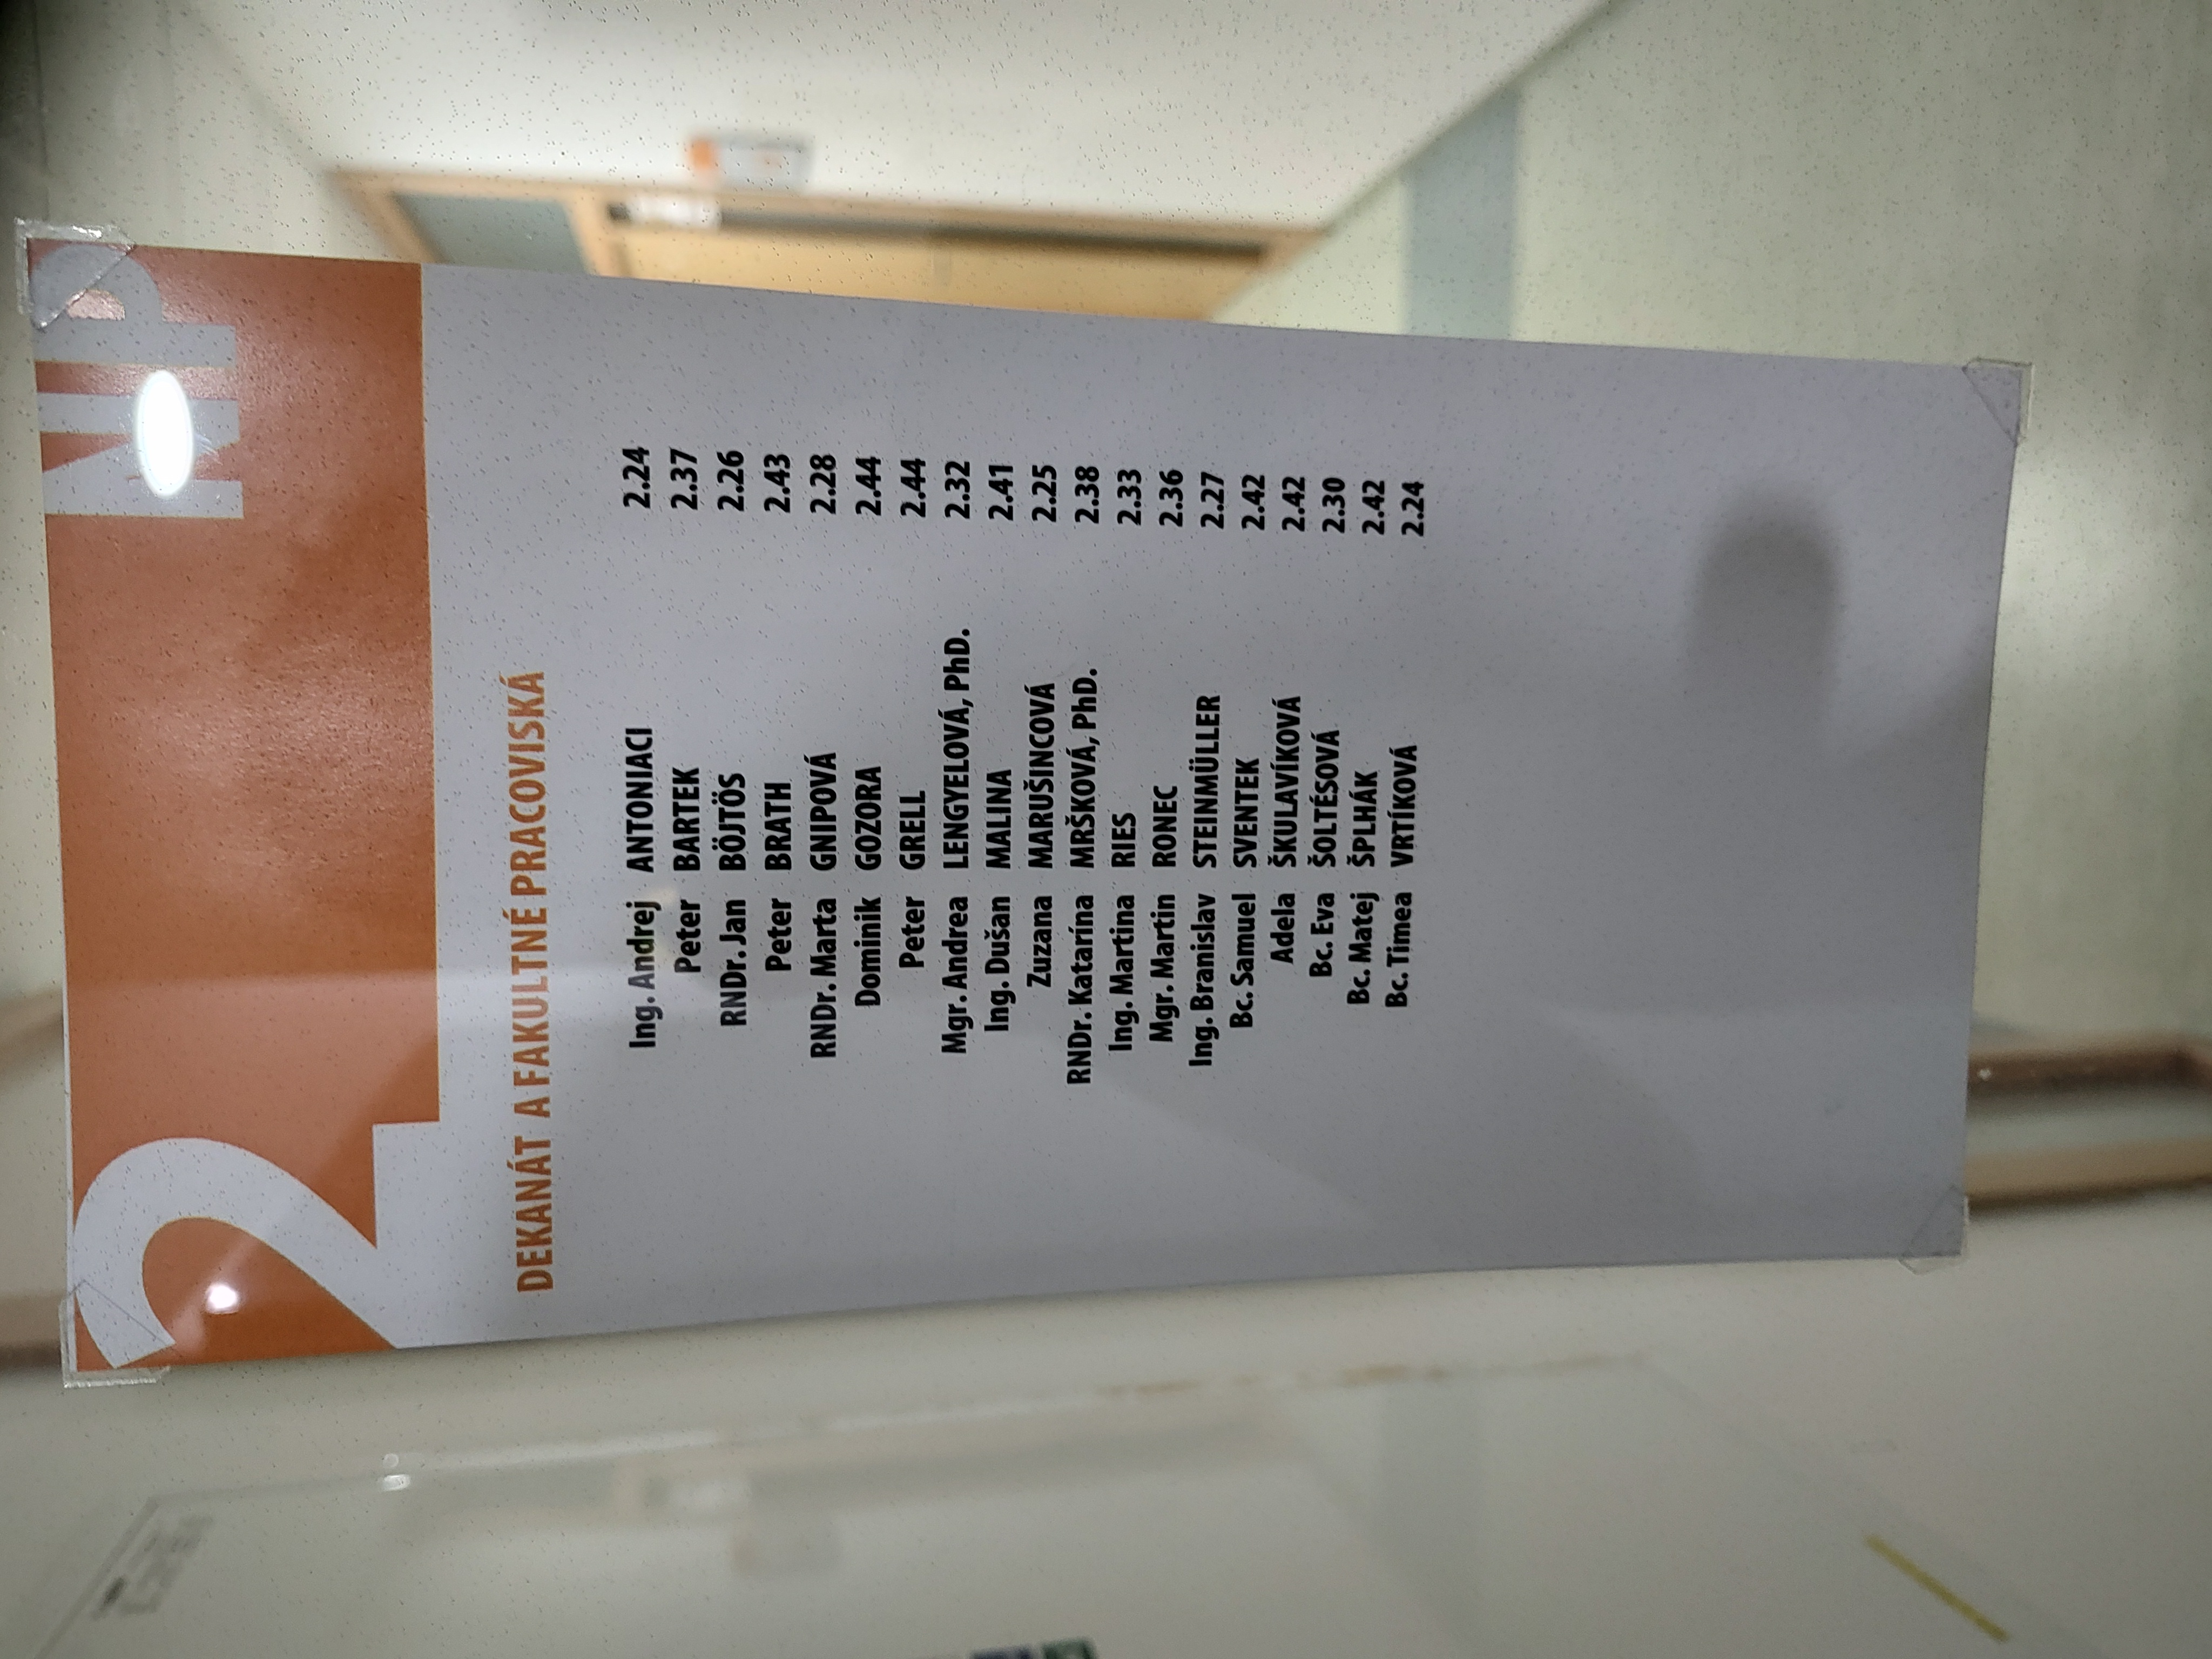 2 NP
DEKANÁT A FAKULTNÉ PRACOVISKÁ
Ing. Andrej ANTONIACI 2.24
Peter BARTEK 2.37
RNDr. Jan BÖJTÖS 2.26
Peter BRATH 2.43
RNDr. Marta GNIPOVÁ 2.28
Dominik GOZORA 2.44
Peter GRELL 2.44
Mgr. Andrea LENGYELOVÁ, PhD. 2.32
Ing. Dušan MALINA 2.41
Zuzana MARUŠINCOVÁ 2.25
RNDr. Katarína MRŠKOVÁ, PhD. 2.38
Ing. Martina RIES 2.33
Mgr. Martin RONEC 2.36
Ing. Branislav STEINMÜLLER 2.27
Bc. Samuel SVENTEK 2.42
Adela ŠKULAVÍKOVÁ 2.42
Bc. Eva ŠOLTÉSOVÁ 2.30
Bc. Matej ŠPLHÁK 2.42
Bc. Timea VRTÍKOVÁ 2.24